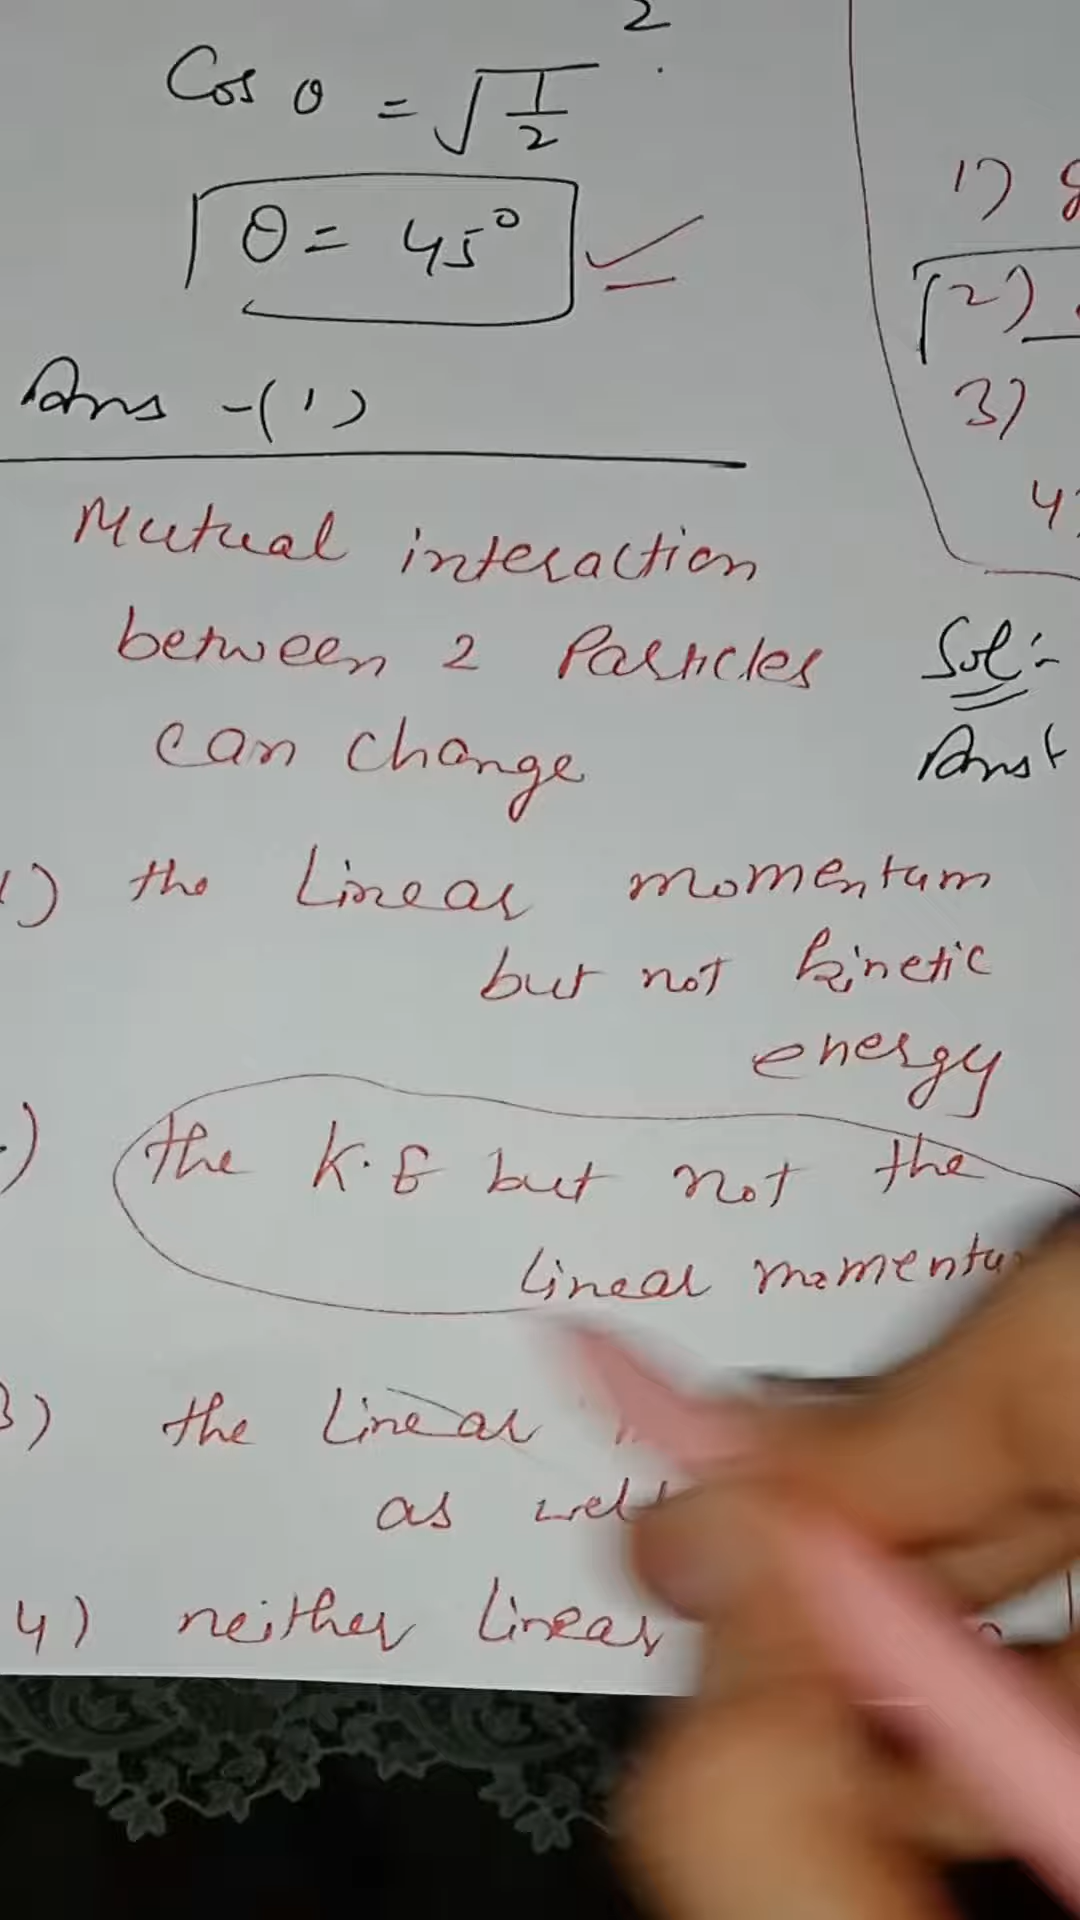 2
Cos θ = √1/2
θ = 45°
Ans -(1)
Mutual interaction
between 2 Particles
can change
1) the Linear momentum
but not kinetic
energy
) the K.E but not the
Linear
3) the Linear
as
4) neither Linear
1)
2)
3)
4)
Sol:-
Ans